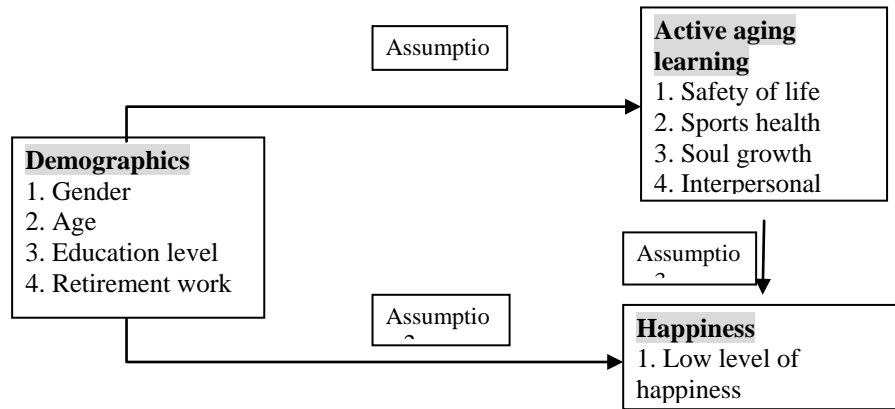 Assumptio
Active aging
learning
1. Safety of life
2. Sports health
3. Soul growth
4. Interpersonal
Demographics
1. Gender
2. Age
3. Education level
4. Retirement work
Assumptio
Assumptio
Happiness
1. Low level of
happiness